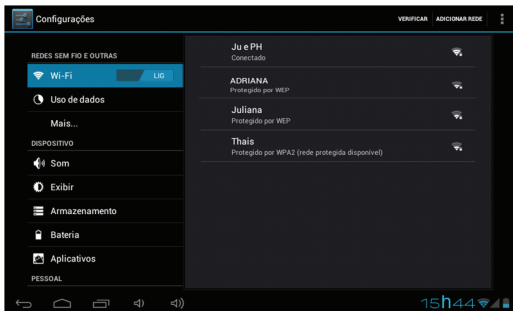 Configurações
VERIFICAR ADICIONAR REDE
REDES SEM FIO E OUTRAS
Wi-Fi LIG
Uso de dados
Mais...
DISPOSITIVO
Som
Exibir
Armazenamento
Bateria
Aplicativos
PESSOAL
Ju e PH
Conectado
ADRIANA
Protegido por WEP
Juliana
Protegido por WEP
Thais
Protegido por WPA2 (rede protegida disponível)
15h44